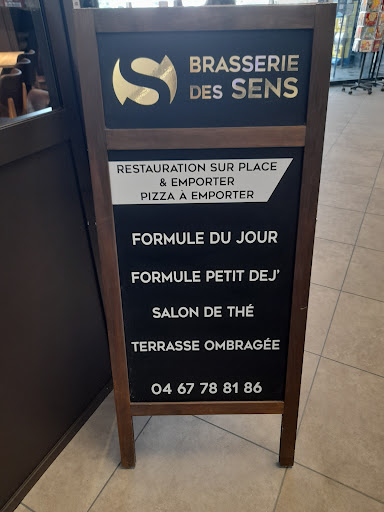 BRASSERIE
DES SENS
RESTAURATION SUR PLACE
& EMPORTER
PIZZA À EMPORTER
FORMULE DU JOUR
FORMULE PETIT DEJ'
SALON DE THÉ
TERRASSE OMBRAGÉE
04 67 78 81 86